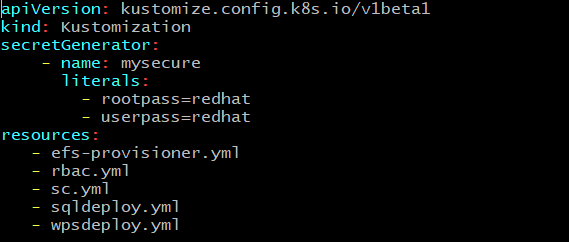 apiVersion: kustomize.config.k8s.io/v1beta1
kind: Kustomization
secretGenerator:
    - name: mysecure
      literals:
        - rootpass=redhat
        - userpass=redhat
resources:
   - efs-provisioner.yml
   - rbac.yml
   - sc.yml
   - sqldeploy.yml
   - wpsdeploy.yml